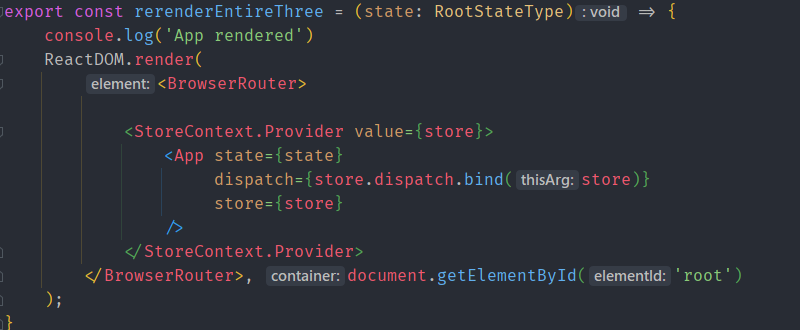 export const rerenderEntireThree = (state: RootStateType) : void => {
    console.log('App rendered')
    ReactDOM.render(
        element: <BrowserRouter>
            <StoreContext.Provider value={store}>
                <App state={state}
                     dispatch={store.dispatch.bind( thisArg: store)}
                     store={store}
                />
            </StoreContext.Provider>
        </BrowserRouter>, container: document.getElementById( elementId: 'root')
    );
}